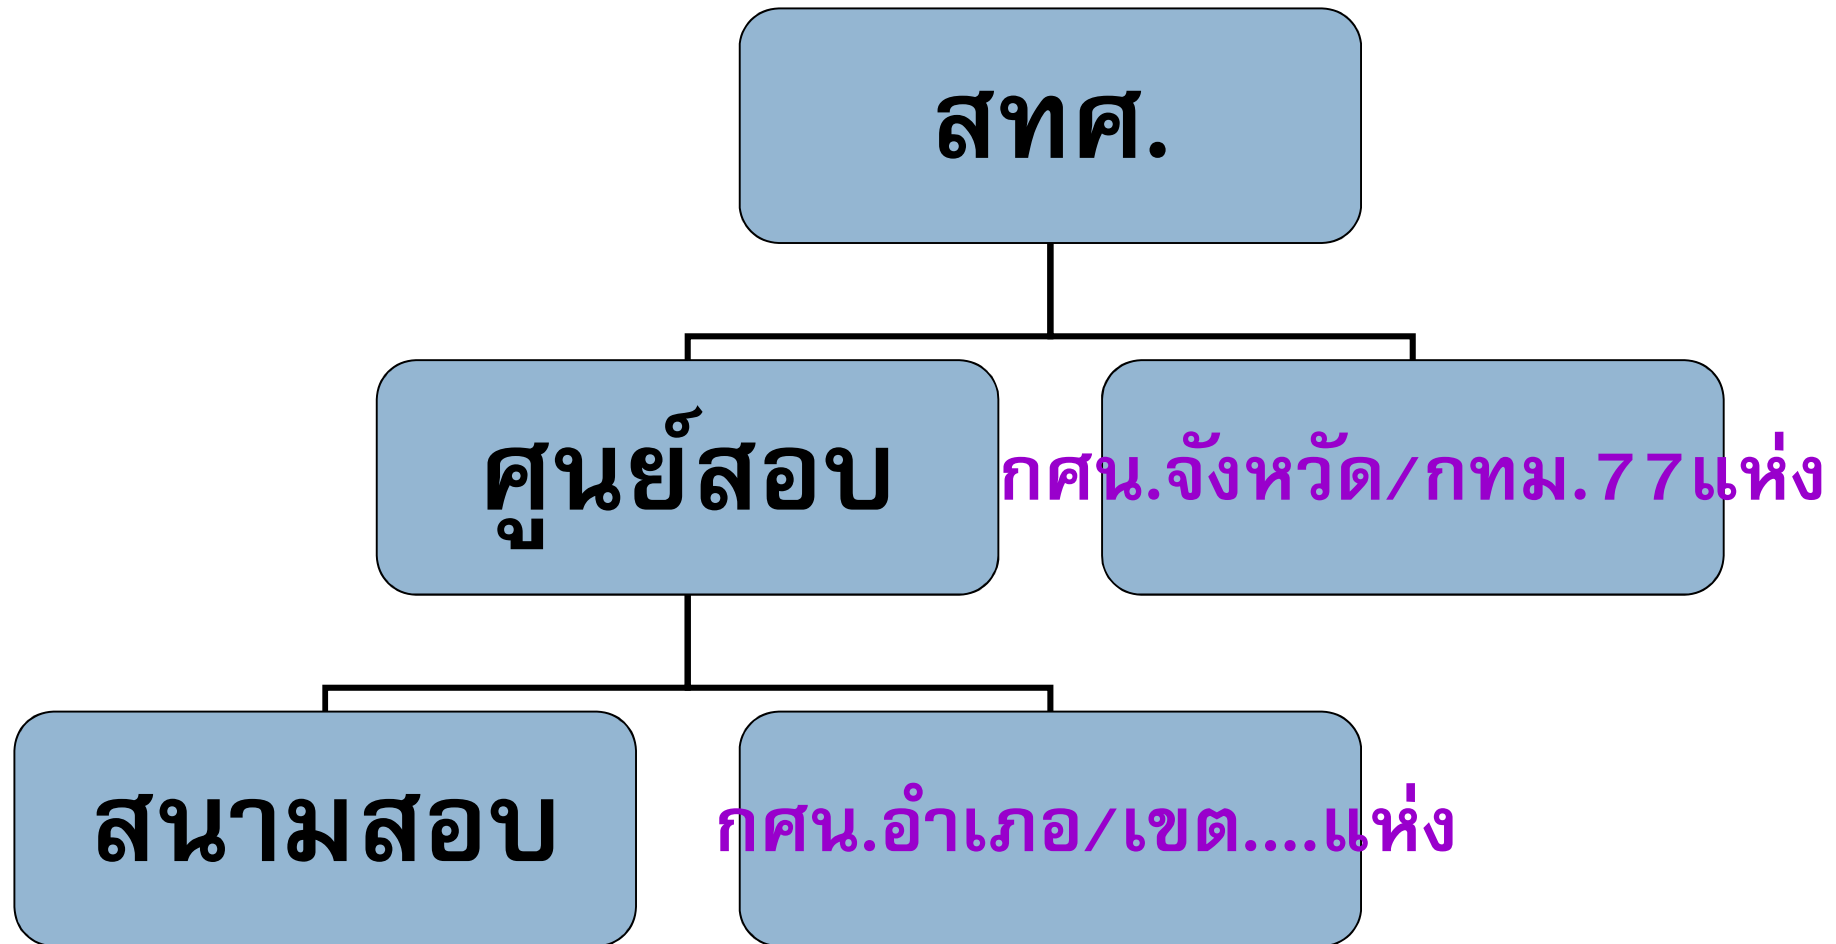 สทศ.
ศูนย์สอบ
กศน.จังหวัด/กทม.77แห่ง
สนามสอบ
กศน.อำเภอ/เขต....แห่ง